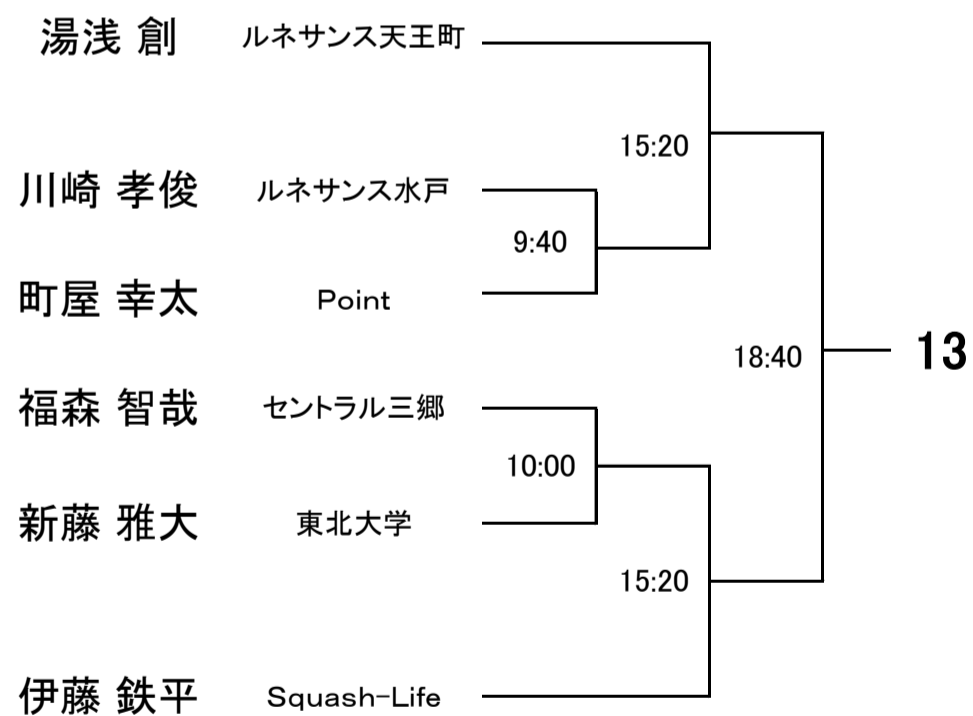 湯浅 創 ルネサンス天王町
15:20
川崎 孝俊 ルネサンス水戸
9:40
町屋 幸太 Point
18:40 13
福森 智哉 セントラル三郷
10:00
新藤 雅大 東北大学
15:20
伊藤 鉄平 Squash-Life